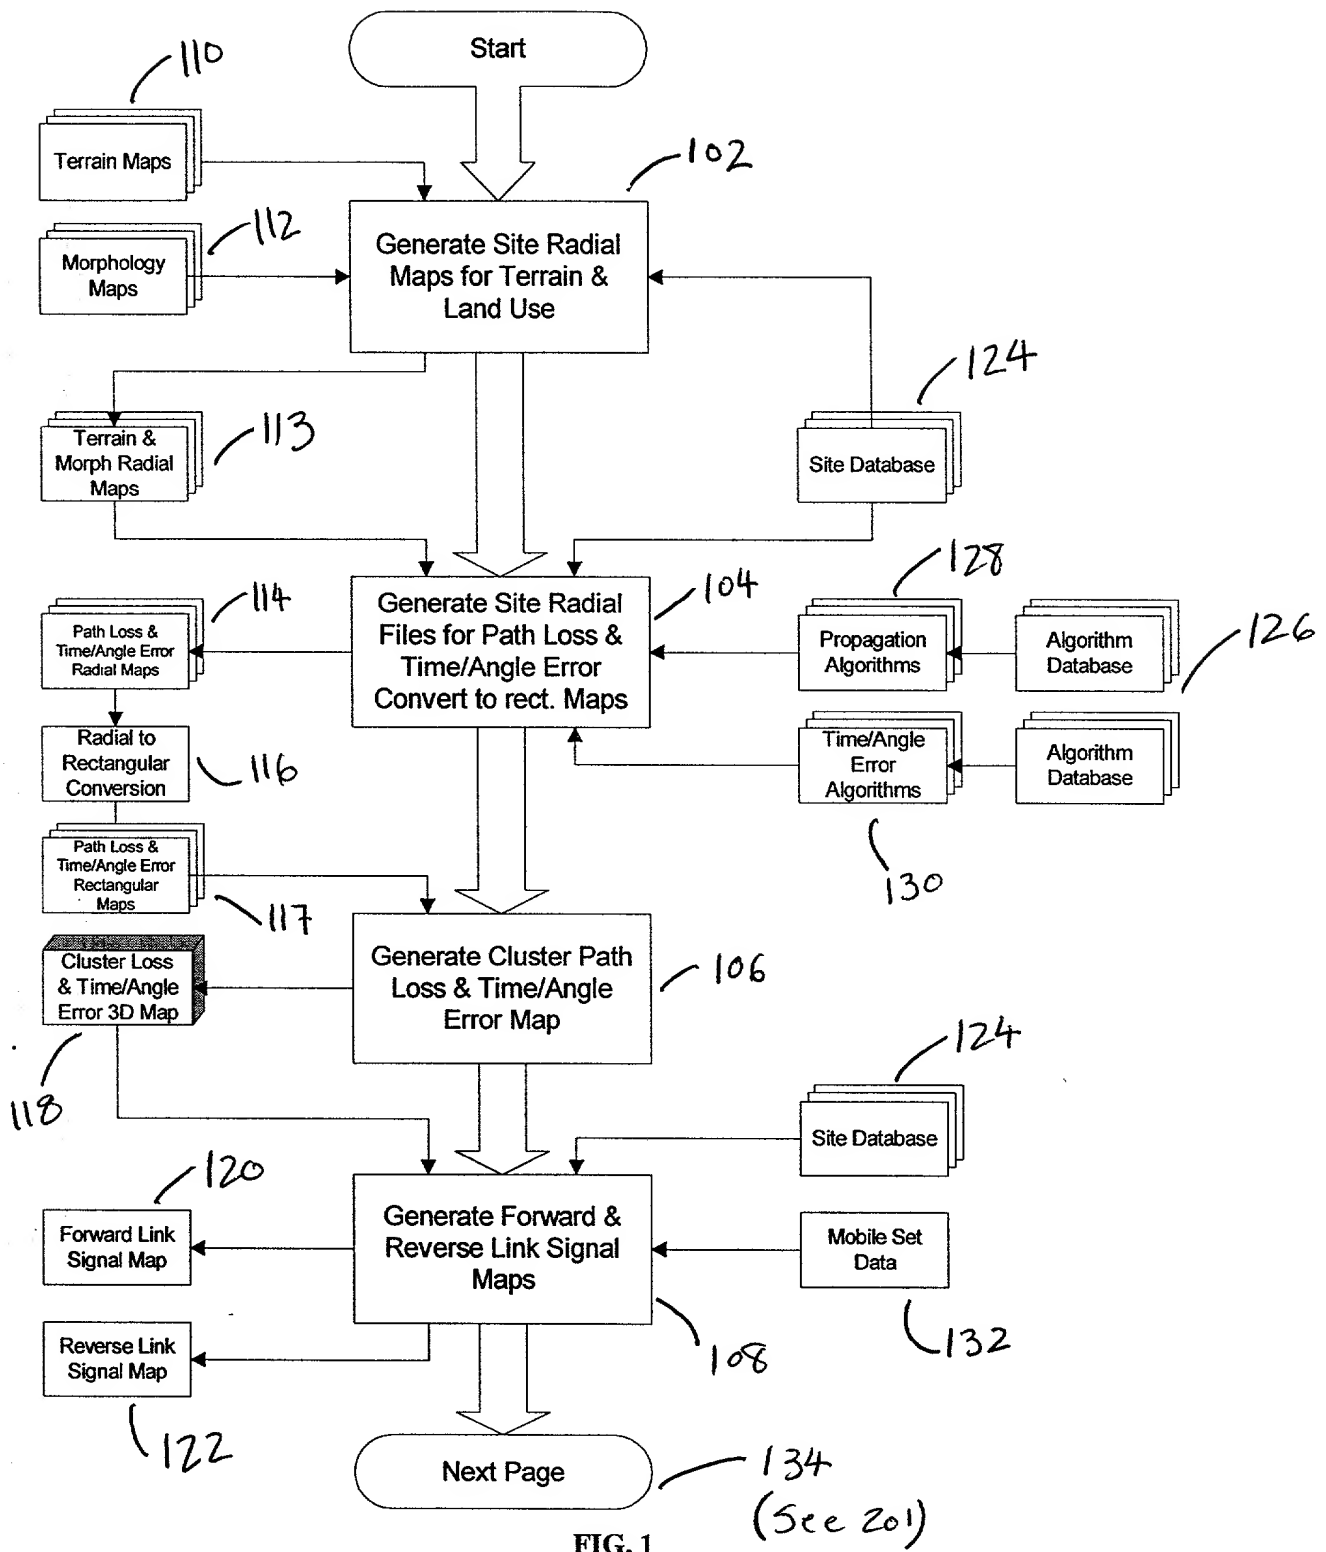 Start
110
Terrain Maps
102
112
Morphology
Maps
Generate Site Radial
Maps for Terrain &
Land Use
124
Terrain &
Morph Radial
Maps
113
Site Database
128
114
Path Loss &
Time/Angle Error
Radial Maps
Generate Site Radial
Files for Path Loss &
Time/Angle Error
Convert to rect. Maps
104
Propagation
Algorithms
Algorithm
Database
126
Radial to
Rectangular
Conversion
116
Time/Angle
Error
Algorithms
Algorithm
Database
130
Path Loss &
Time/Angle Error
Rectangular
Maps
117
Cluster Loss
& Time/Angle
Error 3D Map
118
Generate Cluster Path
Loss & Time/Angle
Error Map
106
124
Site Database
120
Forward Link
Signal Map
Generate Forward &
Reverse Link Signal
Maps
108
Mobile Set
Data
132
Reverse Link
Signal Map
122
Next Page
134
(See 201)
FIG. 1